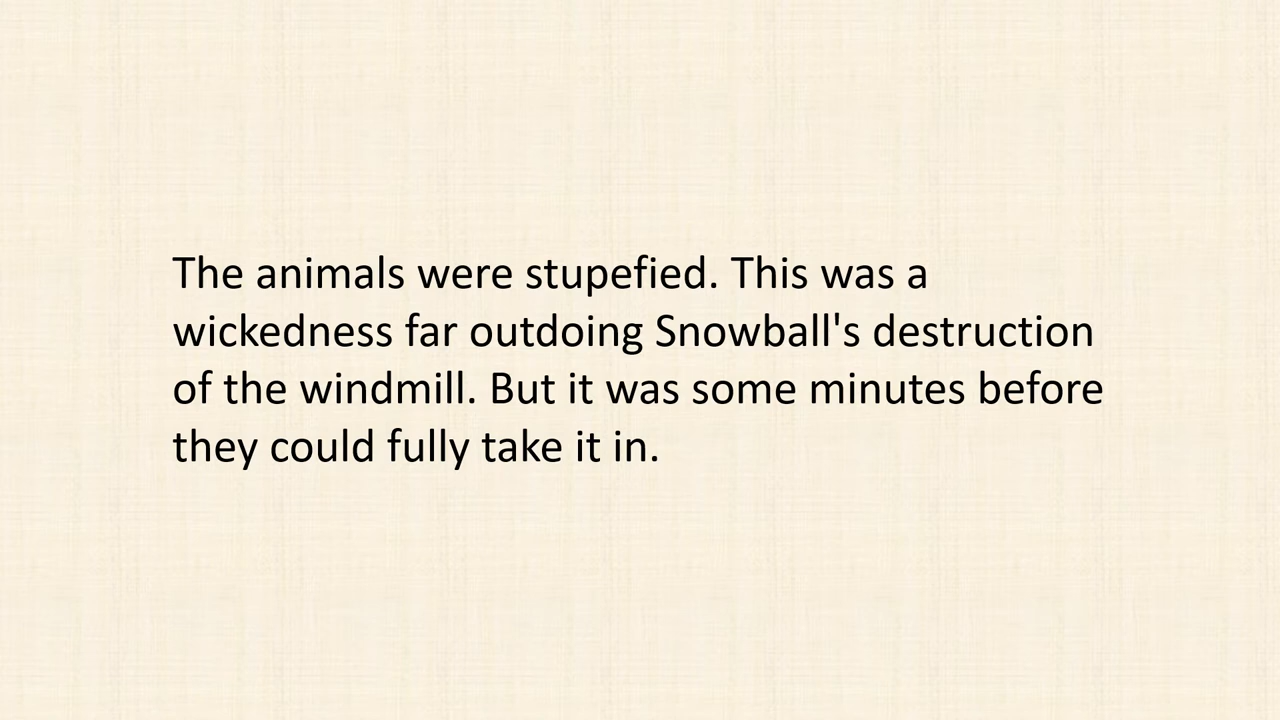 The animals were stupefied. This was a
wickedness far outdoing Snowball's destruction
of the windmill. But it was some minutes before
they could fully take it in.